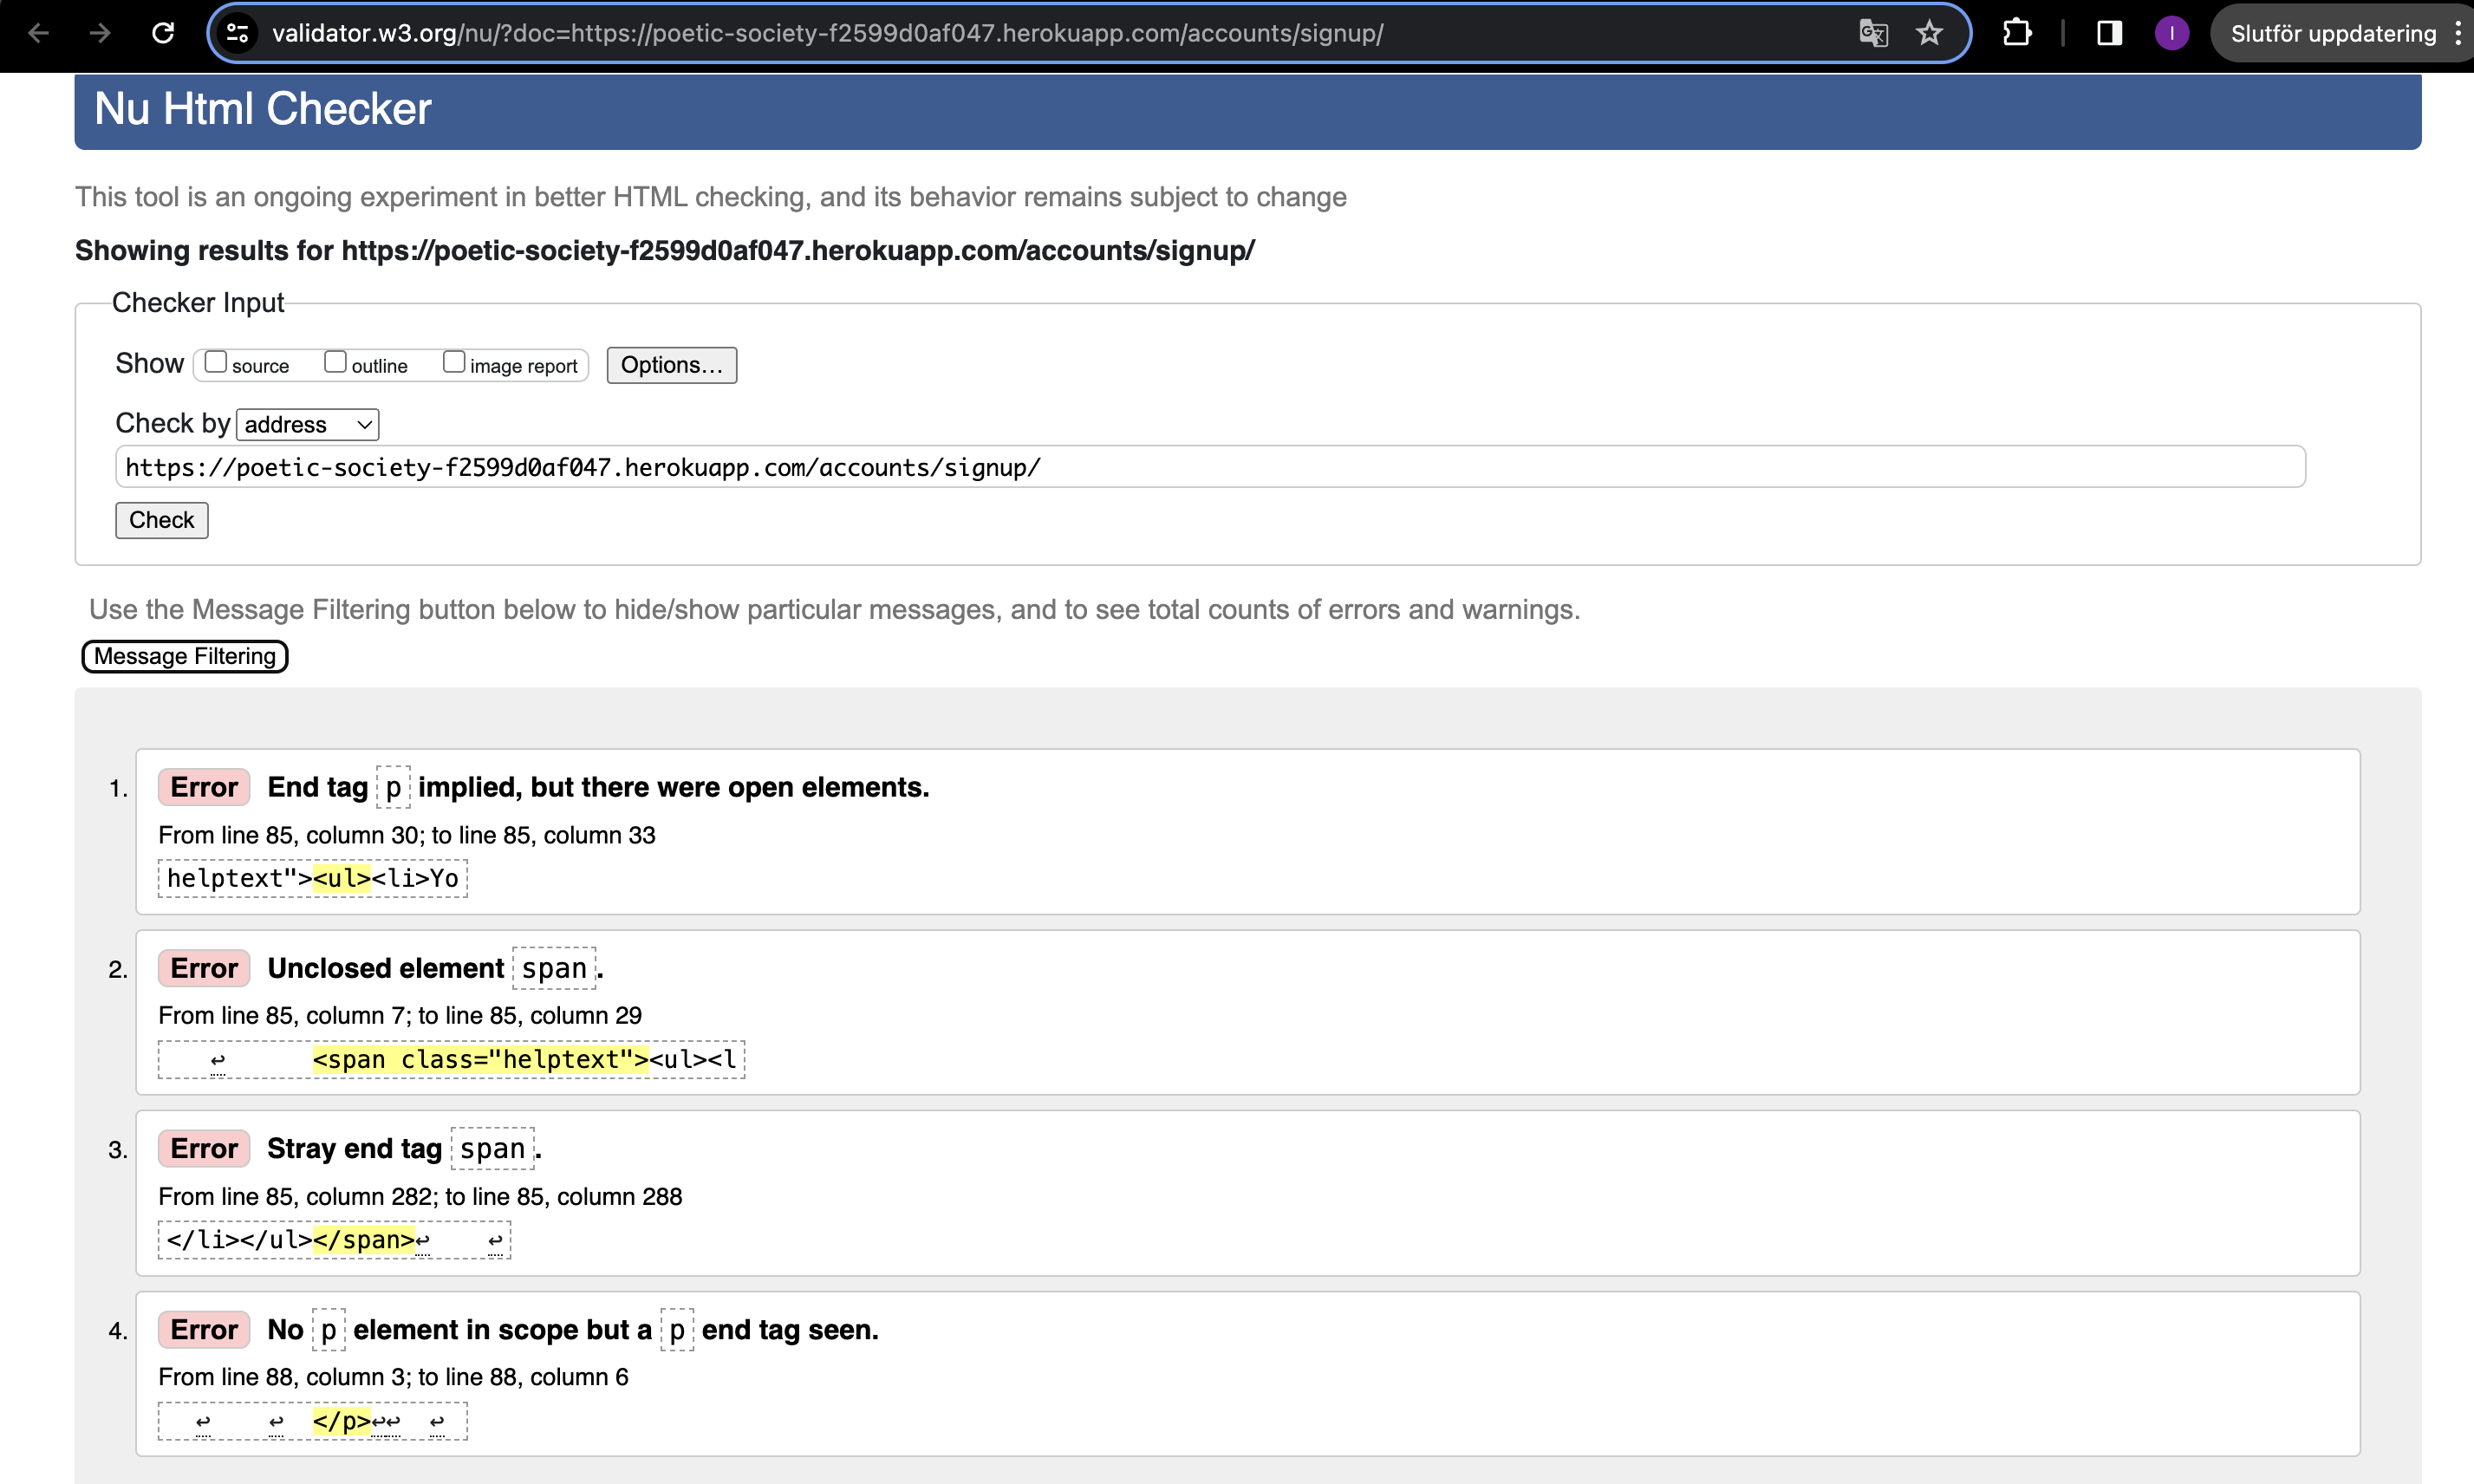 validator.w3.org/nu/?doc=https://poetic-society-f2599d0af047.herokuapp.com/accounts/signup/
I
Slutför uppdatering
Nu Html Checker
This tool is an ongoing experiment in better HTML checking, and its behavior remains subject to change
Showing results for https://poetic-society-f2599d0af047.herokuapp.com/accounts/signup/
Checker Input
Show source outline image report Options...
Check by address
https://poetic-society-f2599d0af047.herokuapp.com/accounts/signup/
Check
Use the Message Filtering button below to hide/show particular messages, and to see total counts of errors and warnings.
Message Filtering
1. Error End tag p implied, but there were open elements.
From line 85, column 30; to line 85, column 33
helptext"><ul><li>Yo
2. Error Unclosed element span.
From line 85, column 7; to line 85, column 29
↩ <span class="helptext"><ul><l
3. Error Stray end tag span.
From line 85, column 282; to line 85, column 288
</li></ul></span>↩ ↩
4. Error No p element in scope but a p end tag seen.
From line 88, column 3; to line 88, column 6
↩ ↩ </p>↩↩ ↩